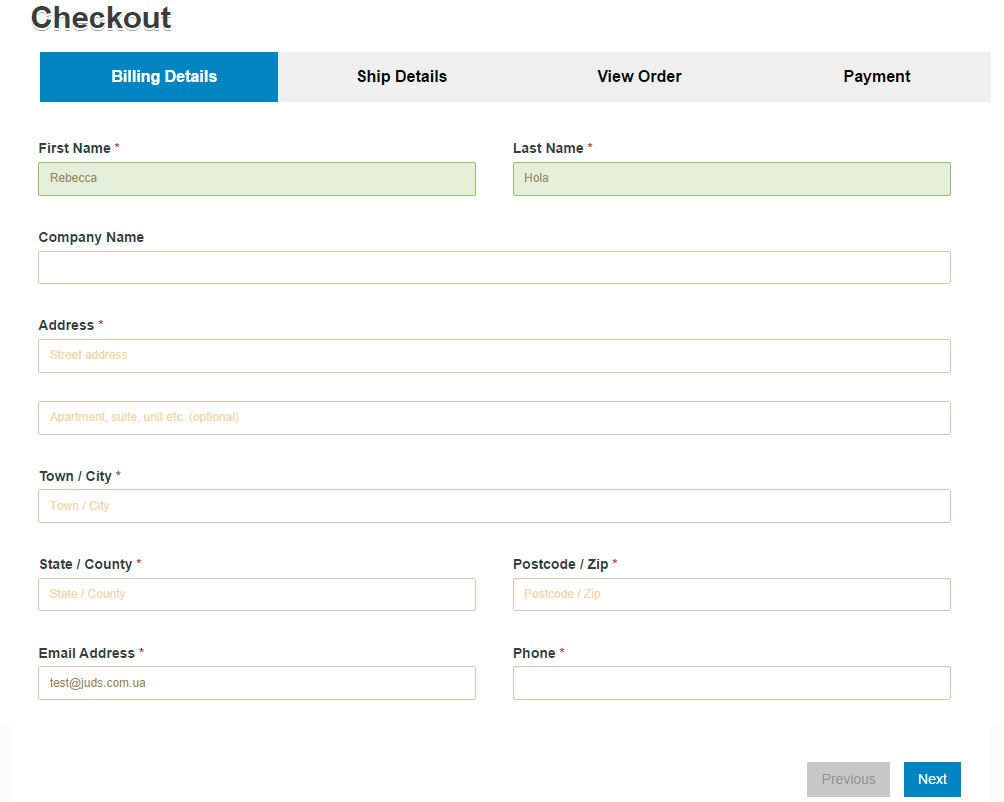 Checkout
Billing Details Ship Details View Order Payment
First Name * Last Name *
Rebecca Hola
Company Name
Address *
Street address
Apartment, suite, unit etc. (optional)
Town / City *
Town / City
State / County * Postcode / Zip *
State / County Postcode / Zip
Email Address * Phone *
test@juds.com.ua
Previous Next